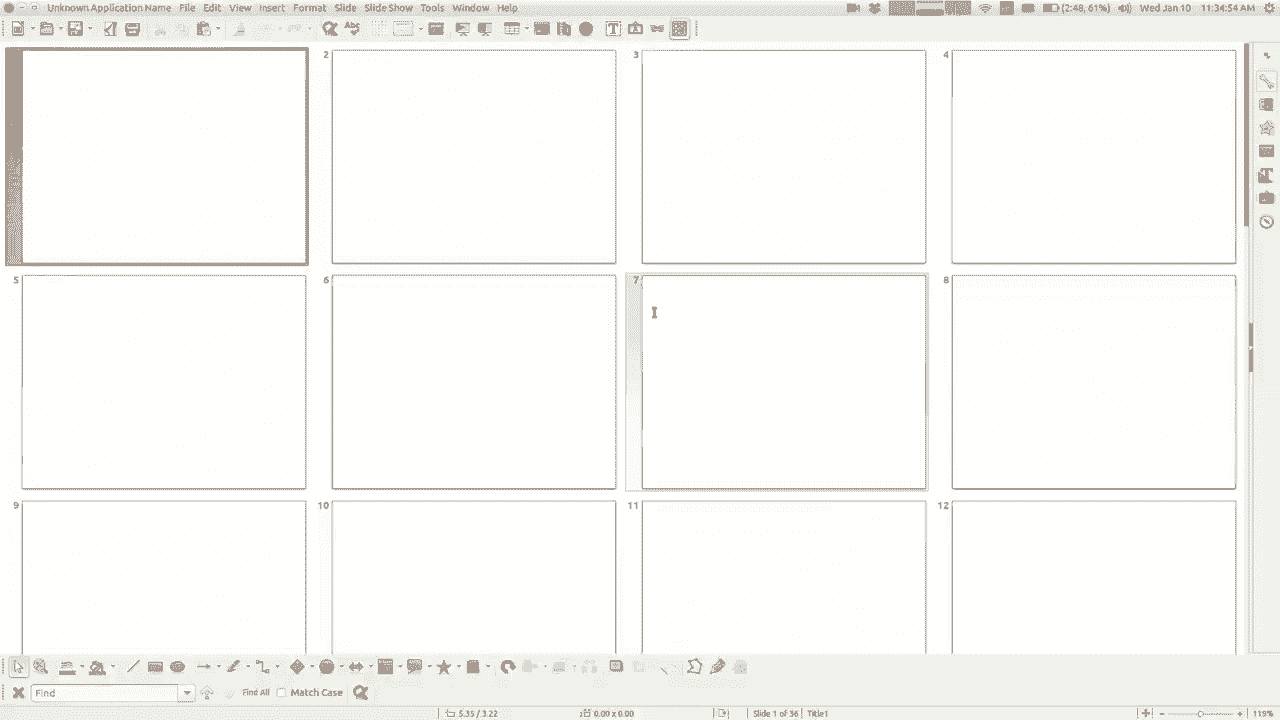 Unknown Application Name File Edit View Insert Format Slide Slide Show Tools Window Help (2:48, 61%) Wed Jan 10 11:34:54 AM
2 3 4
5 6 7 8
9 10 11 12
Find Find All Match Case
5.35 / 3.22 0.00 x 0.00 Slide 1 of 36 Title1 119%